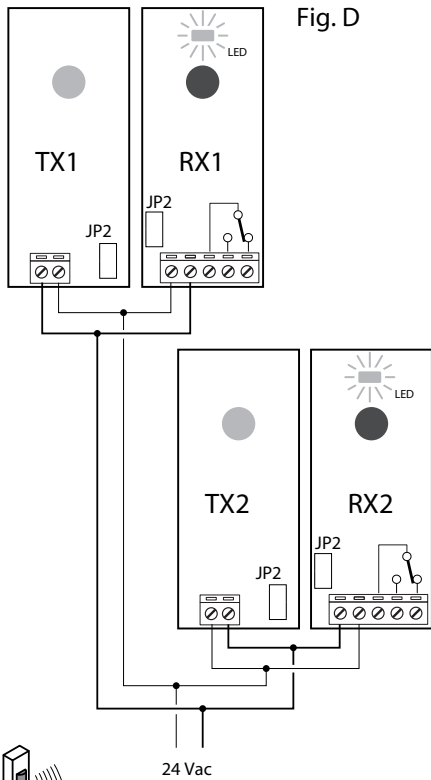 Fig. D
LED
TX1
RX1
JP2
JP2
LED
TX2
RX2
JP2
JP2
24 Vac